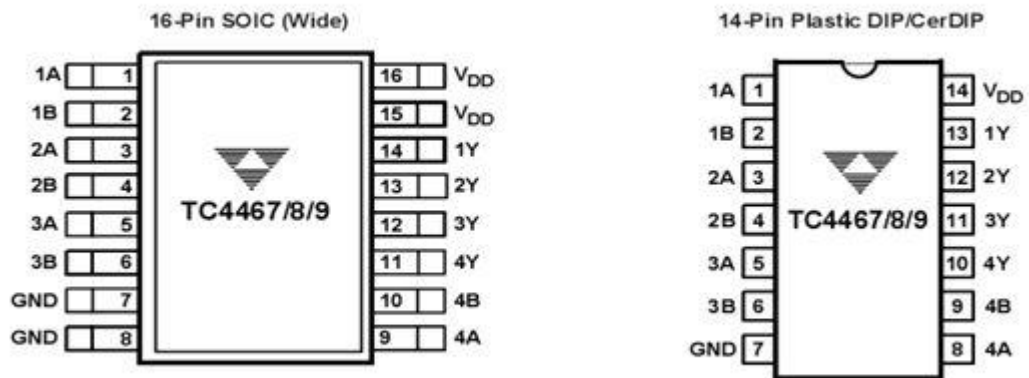 16-Pin SOIC (Wide)
1A 1 16 VDD
1B 2 15 VDD
2A 3 14 1Y
2B 4 13 2Y
TC4467/8/9
3A 5 12 3Y
3B 6 11 4Y
GND 7 10 4B
GND 8 9 4A
14-Pin Plastic DIP/CerDIP
1A 1 14 VDD
1B 2 13 1Y
2A 3 12 2Y
2B 4 TC4467/8/9 11 3Y
3A 5 10 4Y
3B 6 9 4B
GND 7 8 4A